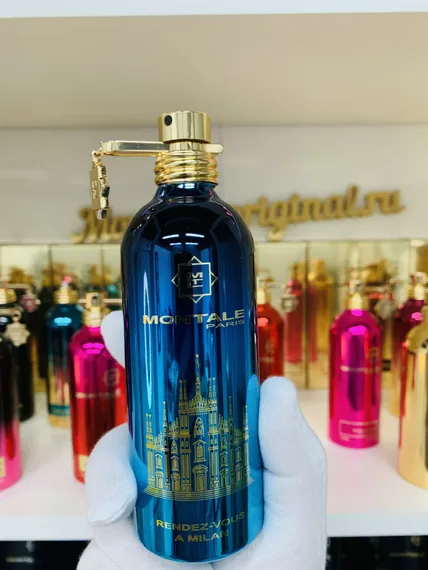 MONTALE
PARIS
RENDEZ-VOUS
A MILAN